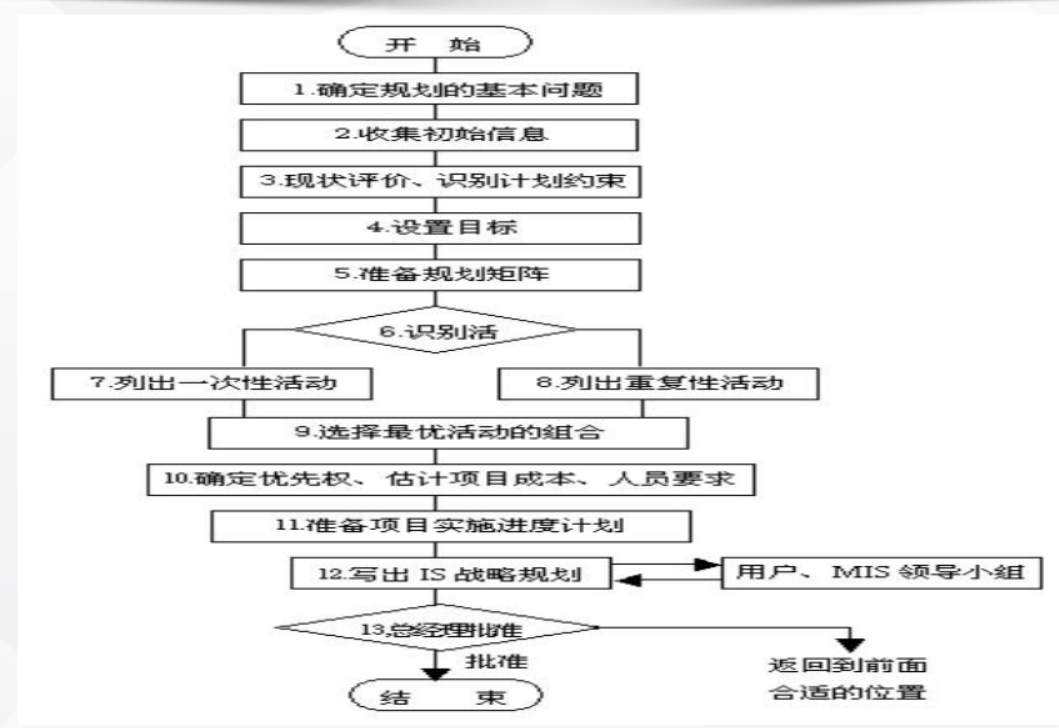 开 始
1.确定规划的基本问题
2.收集初始信息
3.现状评价、识别计划约束
4.设置目标
5.准备规划矩阵
6.识别活
7.列出一次性活动
8.列出重复性活动
9.选择最优活动的组合
10.确定优先权、估计项目成本、人员要求
11.准备项目实施进度计划
12.写出 IS 战略规划
用户、MIS 领导小组
13.总经理批准
批准
返回到前面
合适的位置
结 束